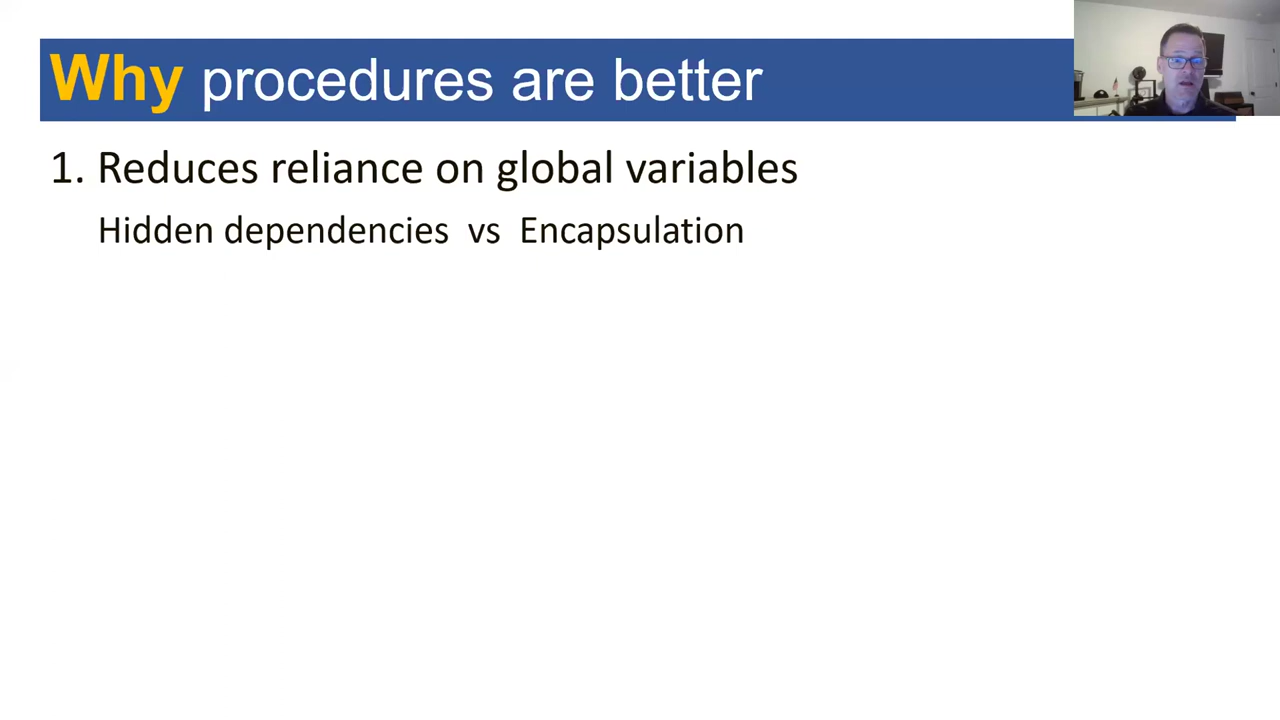 Why procedures are better
1. Reduces reliance on global variables
Hidden dependencies vs Encapsulation